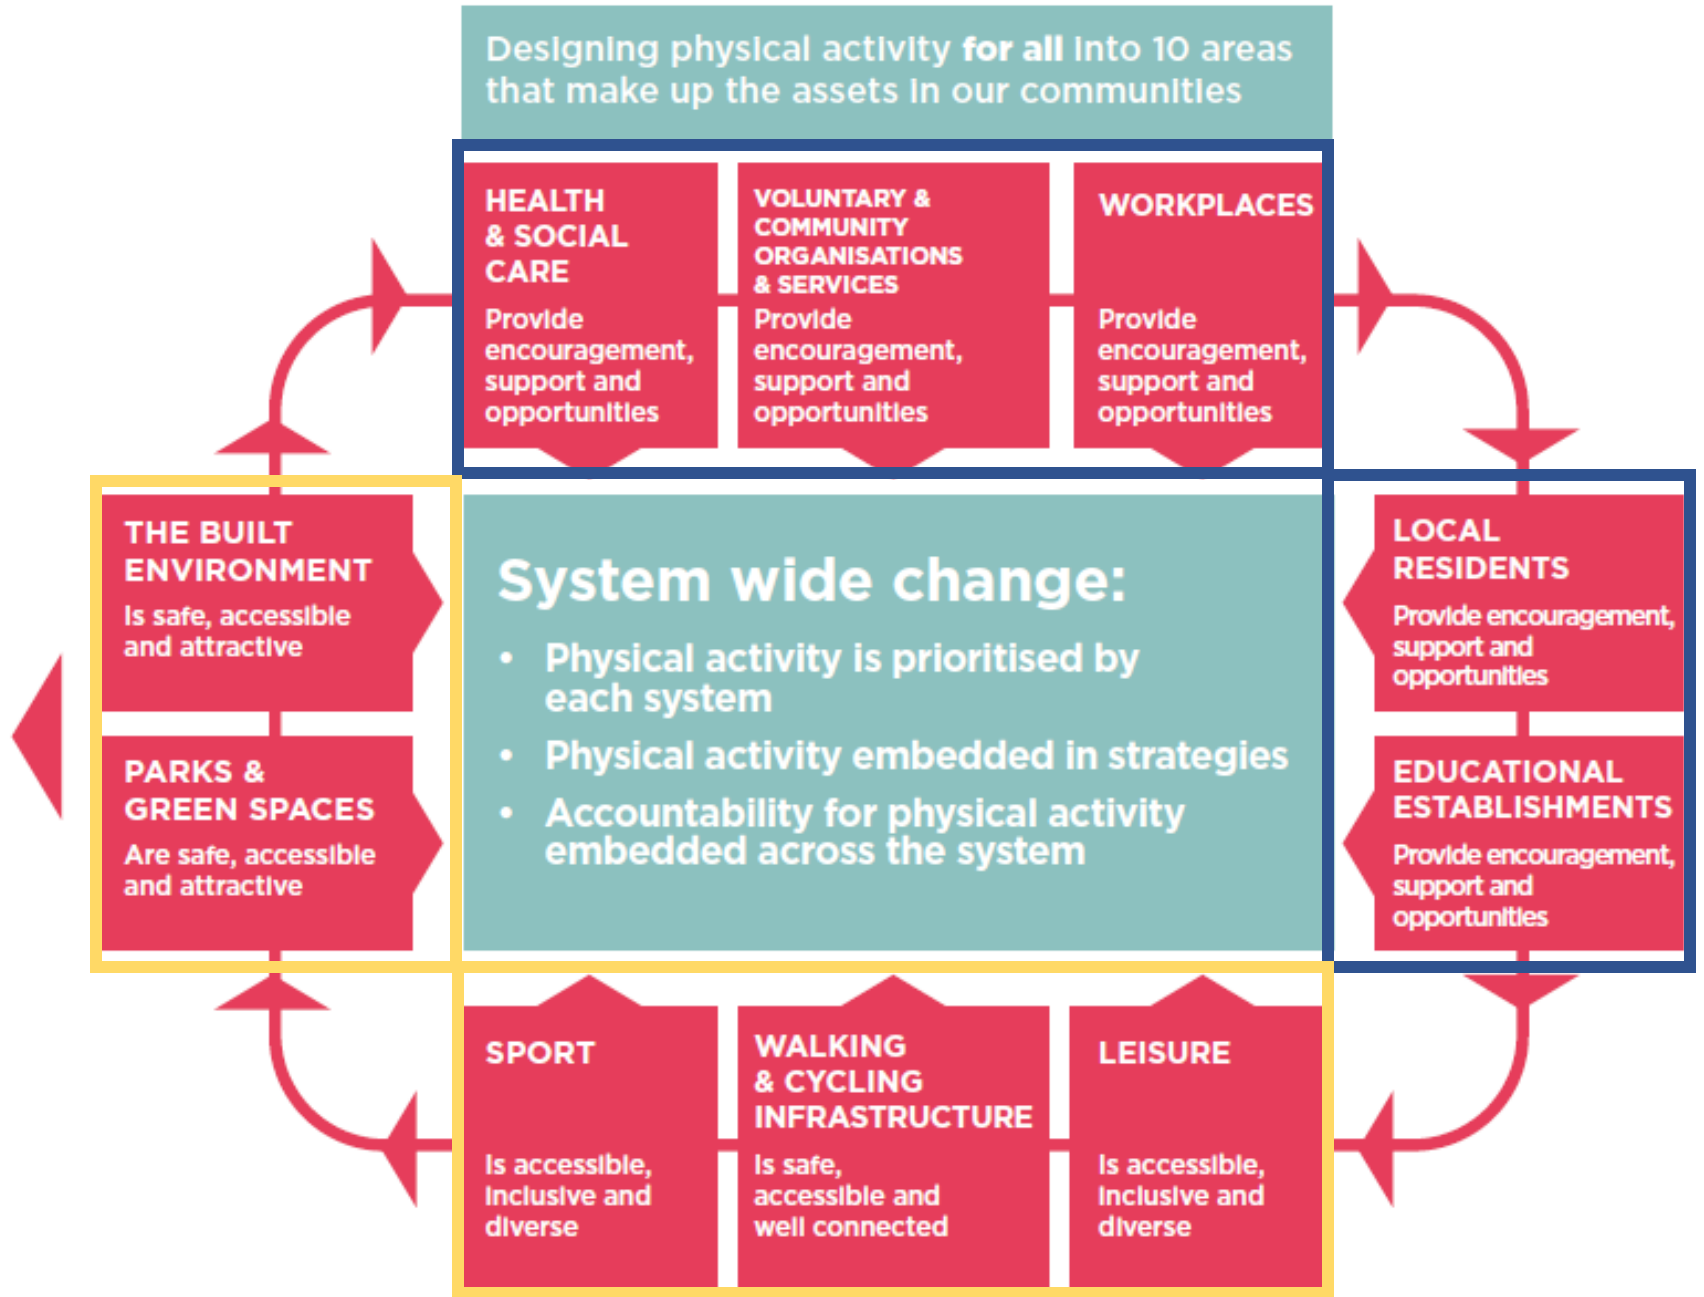 Designing physical activity for all into 10 areas
that make up the assets in our communities
HEALTH
& SOCIAL
CARE
Provide
encouragement,
support and
opportunities
VOLUNTARY &
COMMUNITY
ORGANISATIONS
& SERVICES
Provide
encouragement,
support and
opportunities
WORKPLACES
Provide
encouragement,
support and
opportunities
LOCAL
RESIDENTS
Provide encouragement,
support and
opportunities
EDUCATIONAL
ESTABLISHMENTS
Provide encouragement,
support and
opportunities
LEISURE
Is accessible,
inclusive and
diverse
WALKING
& CYCLING
INFRASTRUCTURE
Is safe,
accessible and
well connected
SPORT
Is accessible,
inclusive and
diverse
PARKS &
GREEN SPACES
Are safe, accessible
and attractive
THE BUILT
ENVIRONMENT
Is safe, accessible
and attractive
System wide change:
• Physical activity is prioritised by
each system
• Physical activity embedded in strategies
• Accountability for physical activity
embedded across the system